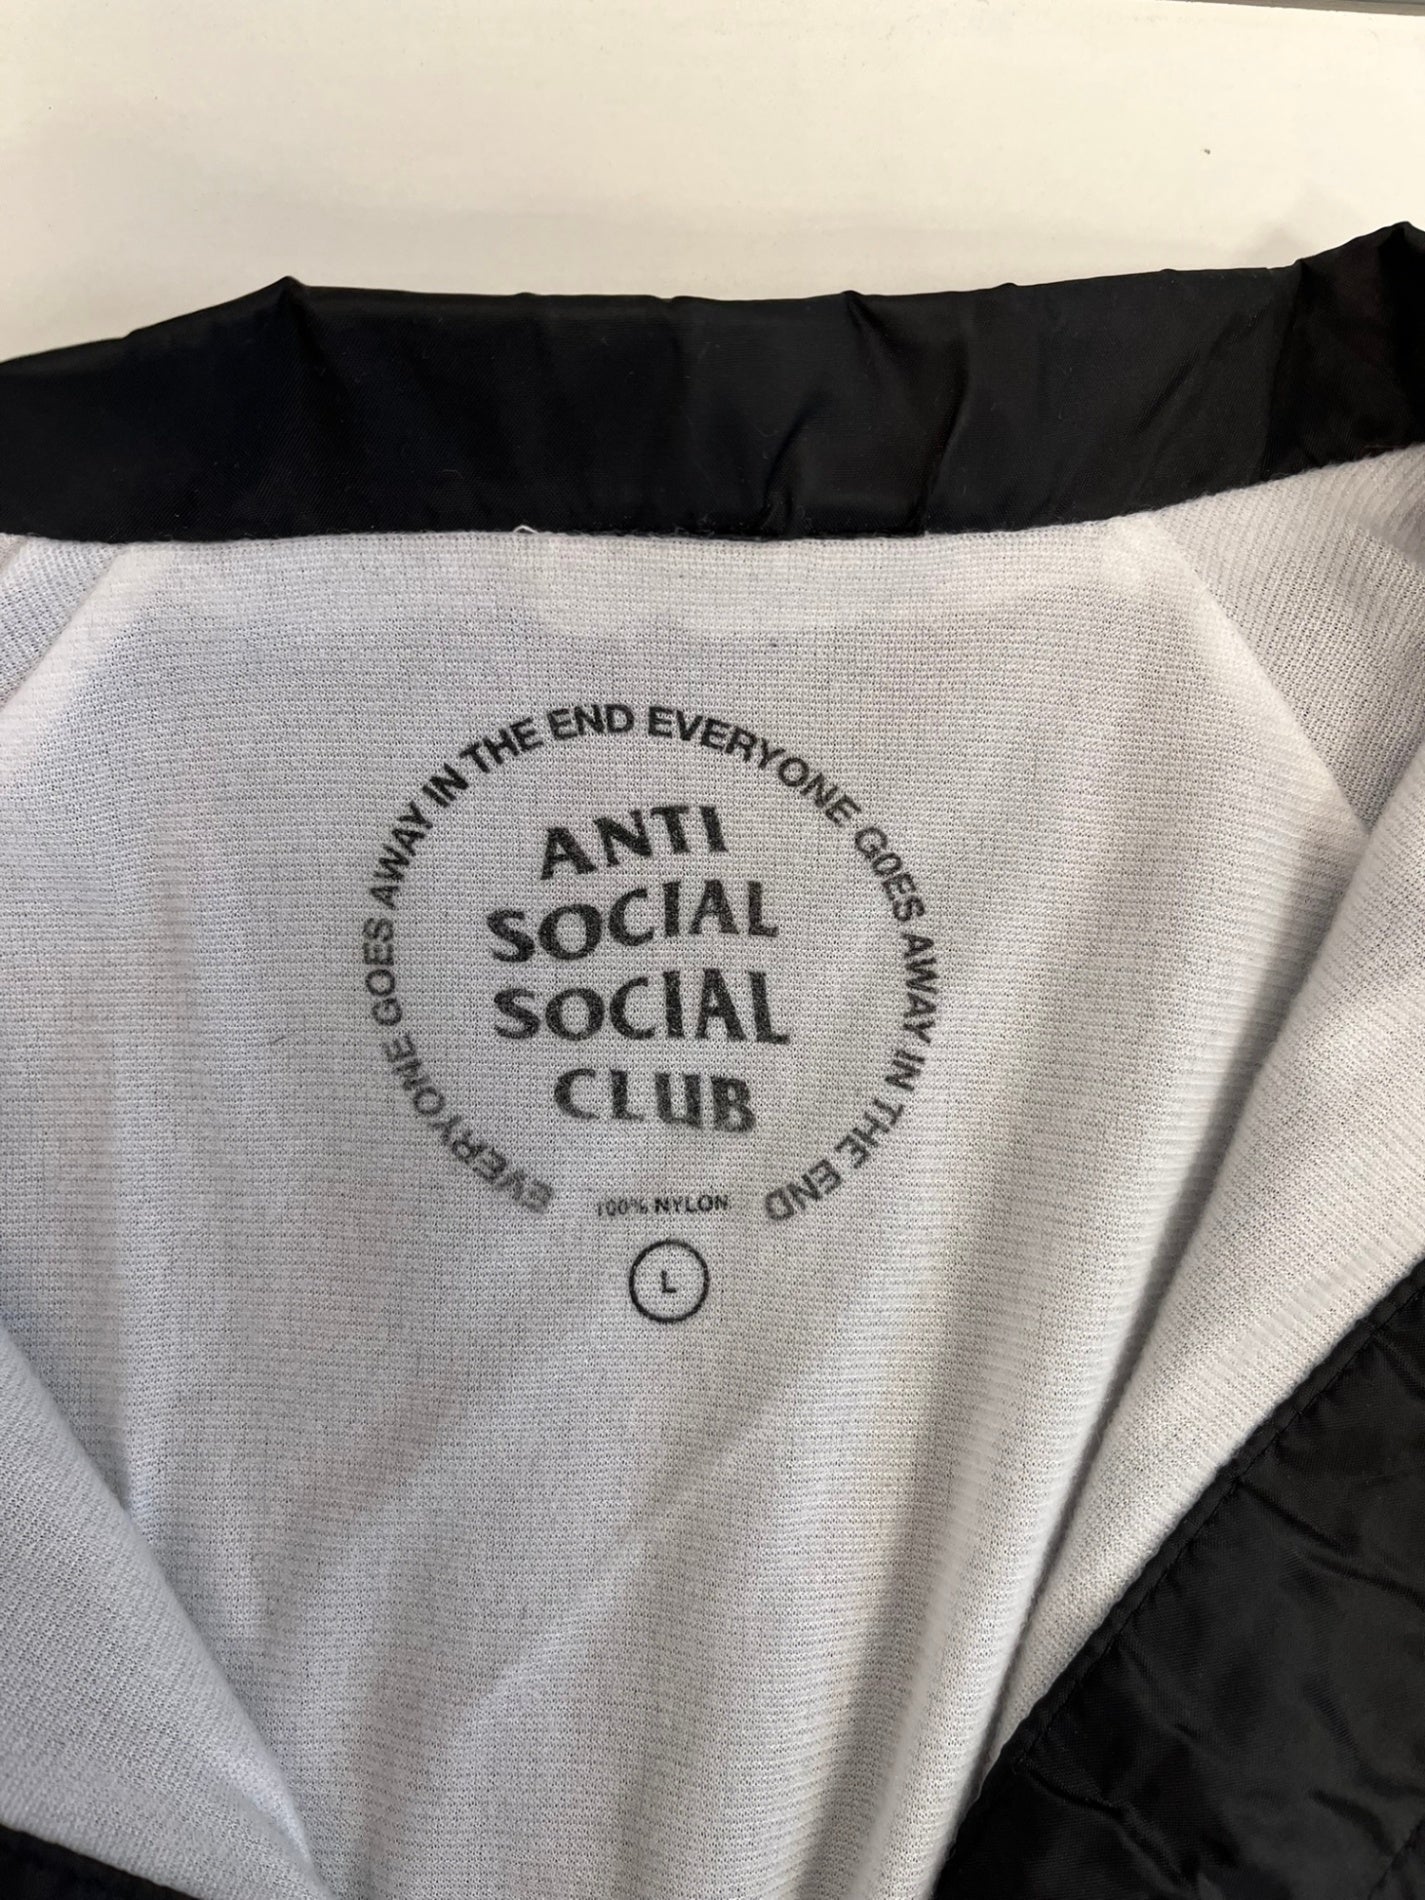 EVERYONE GOES AWAY IN THE END EVERYONE GOES AWAY IN THE END
ANTI
SOCIAL
SOCIAL
CLUB
100% NYLON
L